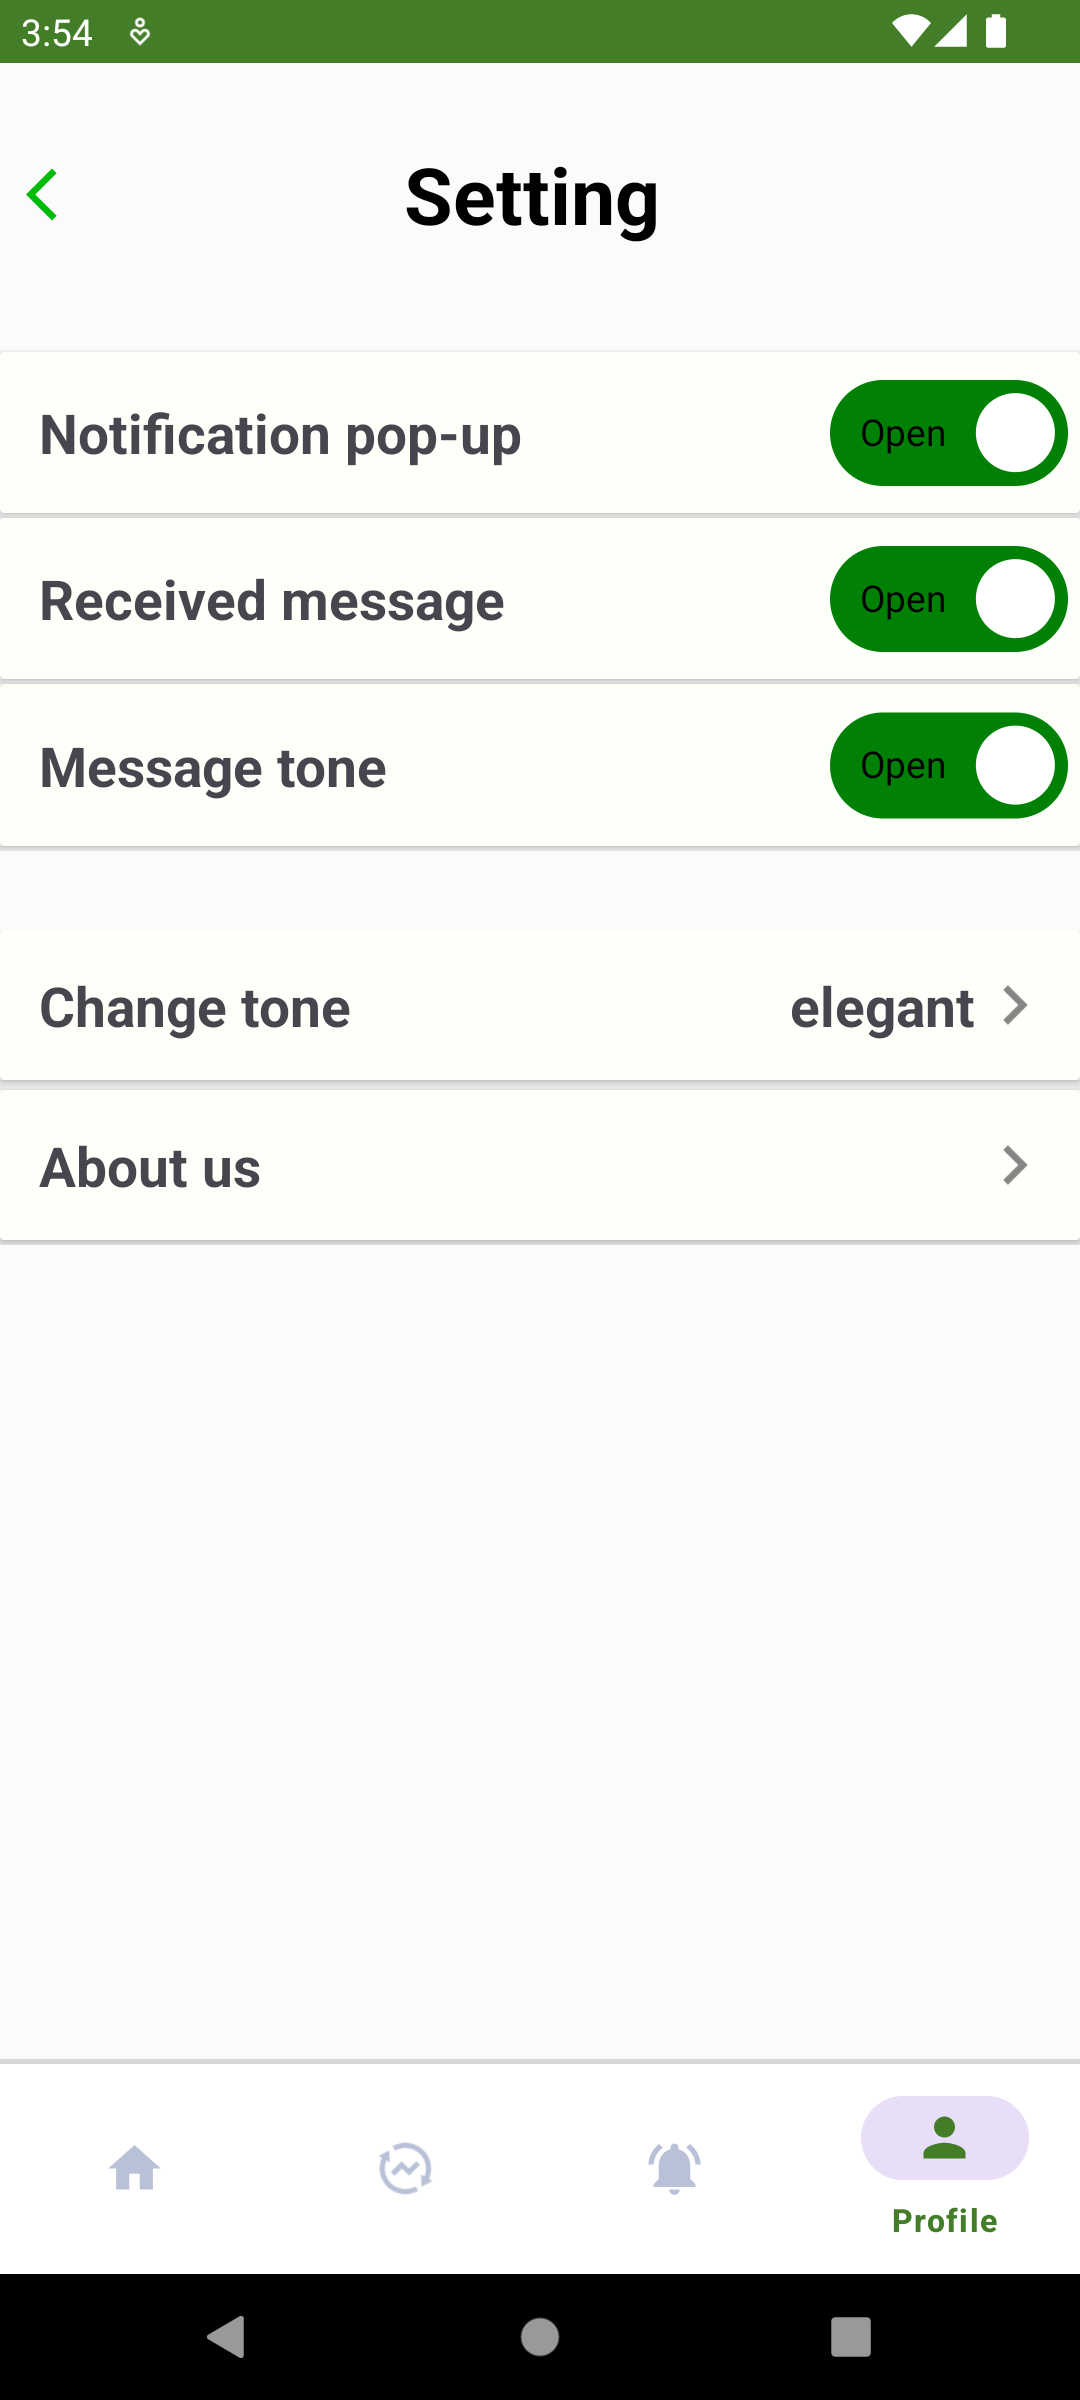 3:54
Setting
Notification pop-up
Open
Received message
Open
Message tone
Open
Change tone
elegant
About us
Profile